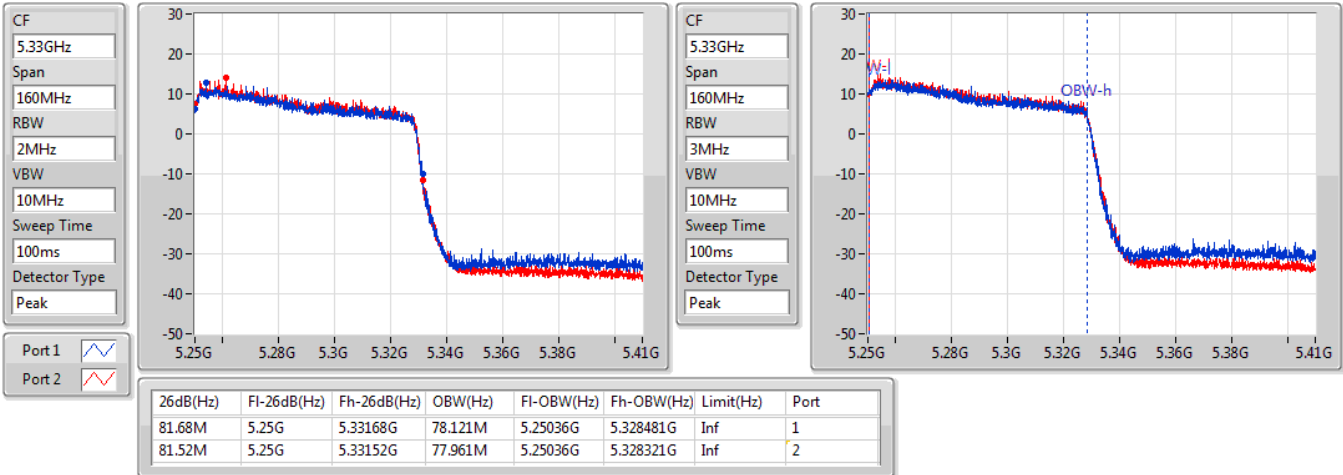 CF
5.33GHz
Span
160MHz
RBW
2MHz
VBW
10MHz
Sweep Time
100ms
Detector Type
Peak
Port 1
Port 2
30
20
10
0
-10
-20
-30
-40
-50
5.25G 5.28G 5.3G 5.32G 5.34G 5.36G 5.38G 5.41G
CF
5.33GHz
Span
160MHz
RBW
3MHz
VBW
10MHz
Sweep Time
100ms
Detector Type
Peak
30
20
10
0
-10
-20
-30
-40
-50
OBW-h
5.25G 5.28G 5.3G 5.32G 5.34G 5.36G 5.38G 5.41G
26dB(Hz) Fl-26dB(Hz) Fh-26dB(Hz) OBW(Hz) Fl-OBW(Hz) Fh-OBW(Hz) Limit(Hz) Port
81.68M 5.25G 5.33168G 78.121M 5.25036G 5.328481G Inf 1
81.52M 5.25G 5.33152G 77.961M 5.25036G 5.328321G Inf 2